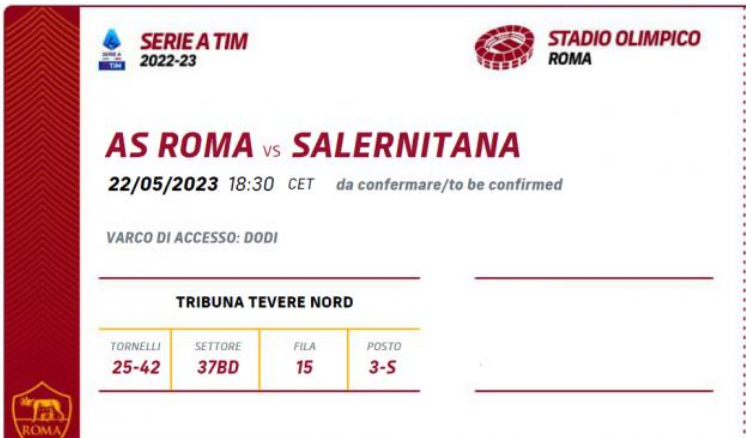 SERIE A TIM
2022-23
SERIE A
TIM
STADIO OLIMPICO
ROMA
AS ROMA vs SALERNITANA
22/05/2023 18:30 CET da confermare/to be confirmed
VARCO DI ACCESSO: DODI
TRIBUNA TEVERE NORD
TORNELLI SETTORE FILA POSTO
25-42 37BD 15 3-S
ROMA